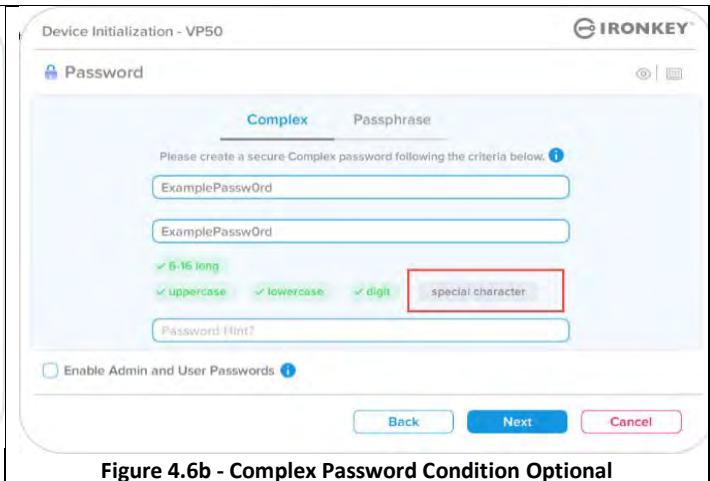 Device Initialization - VP50
IRONKEY
Password
Complex Passphrase
Please create a secure Complex password following the criteria below.
ExamplePassw0rd
ExamplePassw0rd
✓ 6-16 long
✓ uppercase ✓ lowercase ✓ digit special character
Password Hint?
Enable Admin and User Passwords
Back Next Cancel
Figure 4.6b - Complex Password Condition Optional